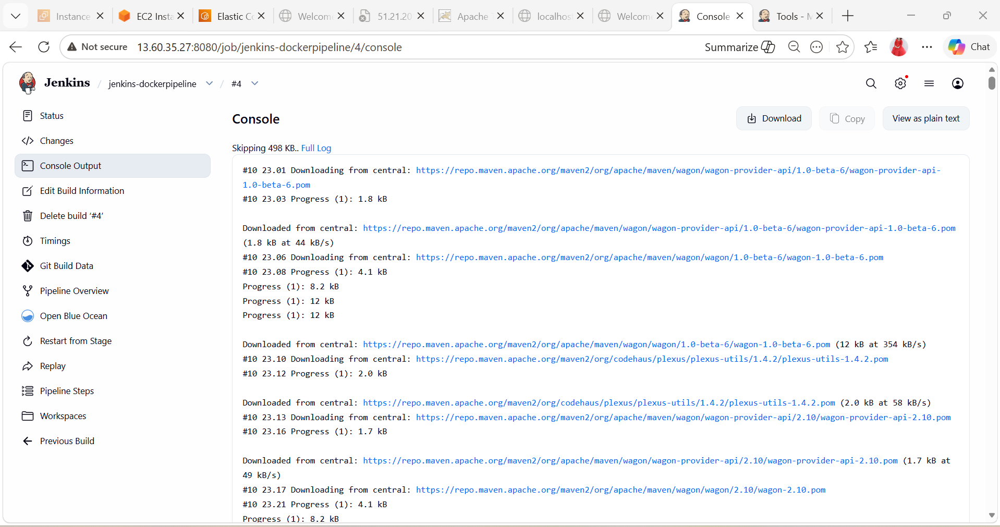 Instance
EC2 Insta
Elastic C
Welcome
51.21.20
Apache T
localhost
Welcome
Console
Tools - M
Not secure
13.60.35.27:8080/job/jenkins-dockerpipeline/4/console
Summarize
Chat
Jenkins / jenkins-dockerpipeline / #4
Status
Changes
Console Output
Edit Build Information
Delete build ‘#4’
Timings
Git Build Data
Pipeline Overview
Open Blue Ocean
Restart from Stage
Replay
Pipeline Steps
Workspaces
Previous Build
Console
Download
Copy
View as plain text
Skipping 498 KB.. Full Log
#10 23.01 Downloading from central: https://repo.maven.apache.org/maven2/org/apache/maven/wagon/wagon-provider-api/1.0-beta-6/wagon-provider-api-
1.0-beta-6.pom
#10 23.03 Progress (1): 1.8 kB
Downloaded from central: https://repo.maven.apache.org/maven2/org/apache/maven/wagon/wagon-provider-api/1.0-beta-6/wagon-provider-api-1.0-beta-6.pom
(1.8 kB at 44 kB/s)
#10 23.06 Downloading from central: https://repo.maven.apache.org/maven2/org/apache/maven/wagon/wagon/1.0-beta-6/wagon-1.0-beta-6.pom
#10 23.08 Progress (1): 4.1 kB
Progress (1): 8.2 kB
Progress (1): 12 kB
Progress (1): 12 kB
Downloaded from central: https://repo.maven.apache.org/maven2/org/apache/maven/wagon/wagon/1.0-beta-6/wagon-1.0-beta-6.pom (12 kB at 354 kB/s)
#10 23.10 Downloading from central: https://repo.maven.apache.org/maven2/org/codehaus/plexus/plexus-utils/1.4.2/plexus-utils-1.4.2.pom
#10 23.12 Progress (1): 2.0 kB
Downloaded from central: https://repo.maven.apache.org/maven2/org/codehaus/plexus/plexus-utils/1.4.2/plexus-utils-1.4.2.pom (2.0 kB at 58 kB/s)
#10 23.13 Downloading from central: https://repo.maven.apache.org/maven2/org/apache/maven/wagon/wagon-provider-api/2.10/wagon-provider-api-2.10.pom
#10 23.16 Progress (1): 1.7 kB
Downloaded from central: https://repo.maven.apache.org/maven2/org/apache/maven/wagon/wagon-provider-api/2.10/wagon-provider-api-2.10.pom (1.7 kB at
49 kB/s)
#10 23.17 Downloading from central: https://repo.maven.apache.org/maven2/org/apache/maven/wagon/wagon/2.10/wagon-2.10.pom
#10 23.21 Progress (1): 4.1 kB
Progress (1): 8.2 kB